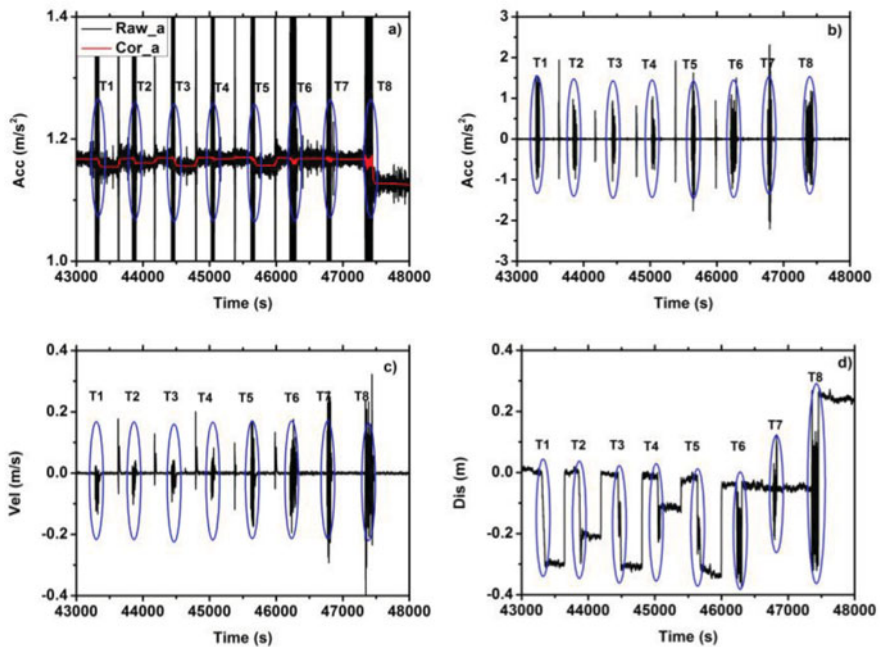 Raw_a
Cor_a
a)
T1 T2 T3 T4 T5 T6 T7 T8
1.4
1.2
1.0
Acc (m/s²)
43000 44000 45000 46000 47000 48000
Time (s)
b)
T1 T2 T3 T4 T5 T6 T7 T8
3
2
1
0
-1
-2
-3
Acc (m/s²)
43000 44000 45000 46000 47000 48000
Time (s)
c)
T1 T2 T3 T4 T5 T6 T7 T8
0.4
0.2
0.0
-0.2
-0.4
Vel (m/s)
43000 44000 45000 46000 47000 48000
Time (s)
d)
T1 T2 T3 T4 T5 T6 T7 T8
0.4
0.2
0.0
-0.2
-0.4
Dis (m)
43000 44000 45000 46000 47000 48000
Time (s)